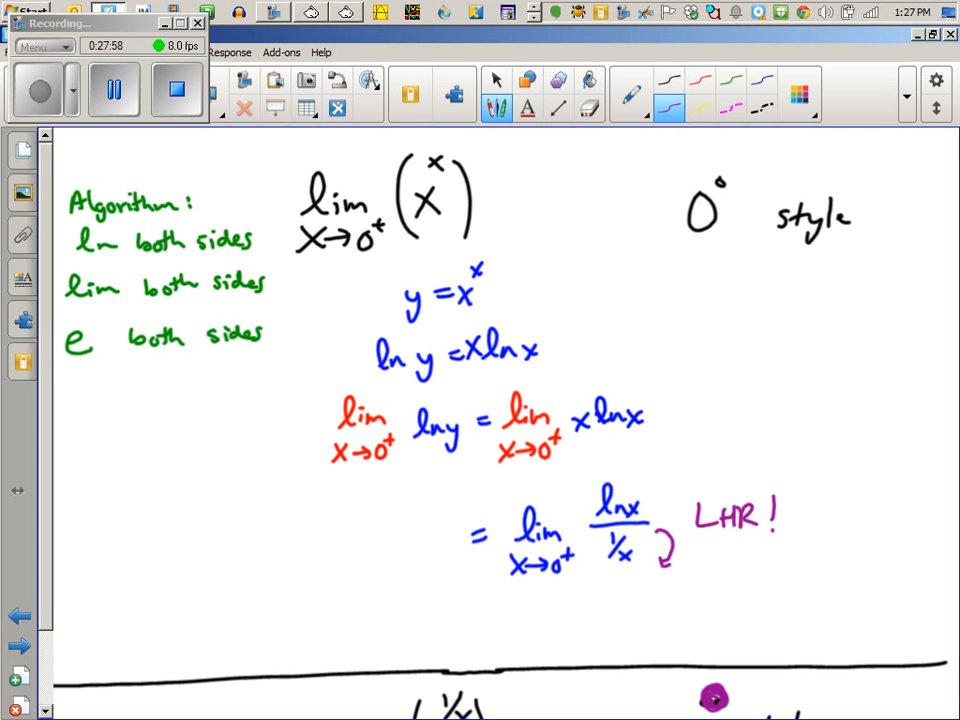 Start
1:27 PM
Recording...
Menu
0:27:58
8.0 fps
Response Add-ons Help
Algorithm:
ln both sides
lim both sides
e both sides
lim x→0⁺ (x^x)
0⁰ style
y = x^x
ln y = x ln x
lim x→0⁺ ln y = lim x→0⁺ x ln x
= lim x→0⁺ ln x / 1/x LHR!
(1/x)